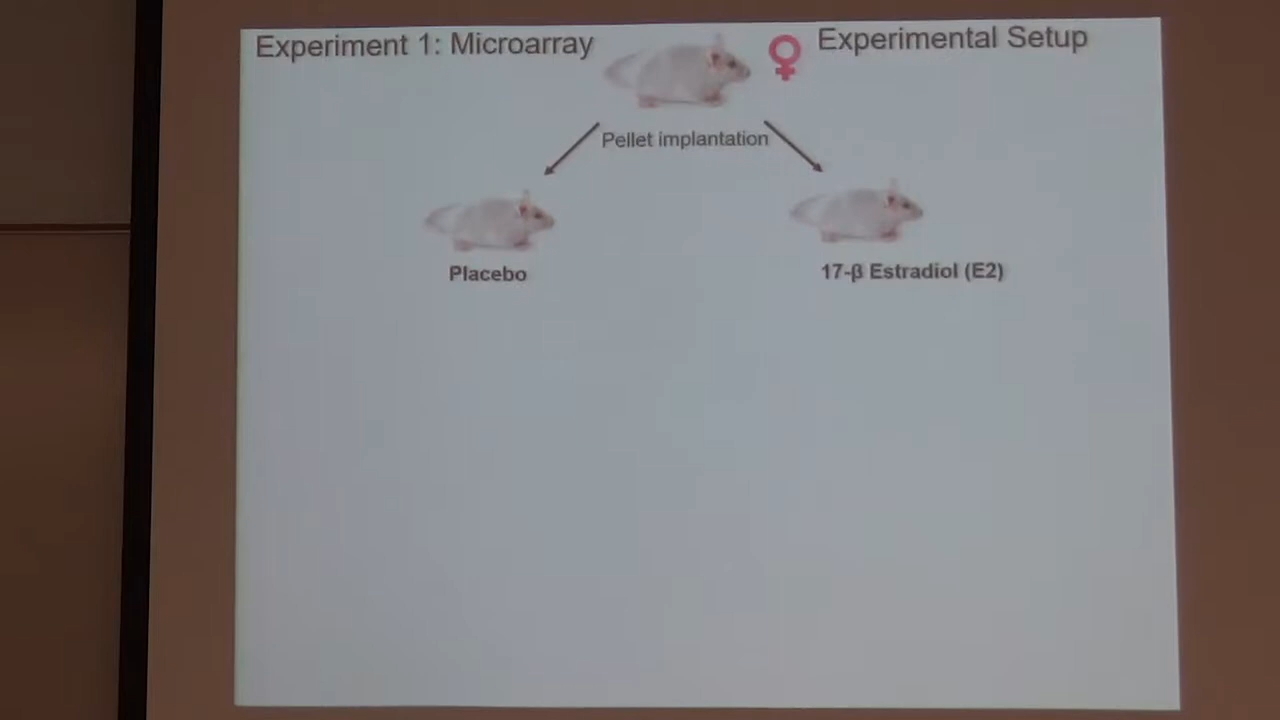 Experiment 1: Microarray
Experimental Setup
Pellet implantation
Placebo
17-β Estradiol (E2)